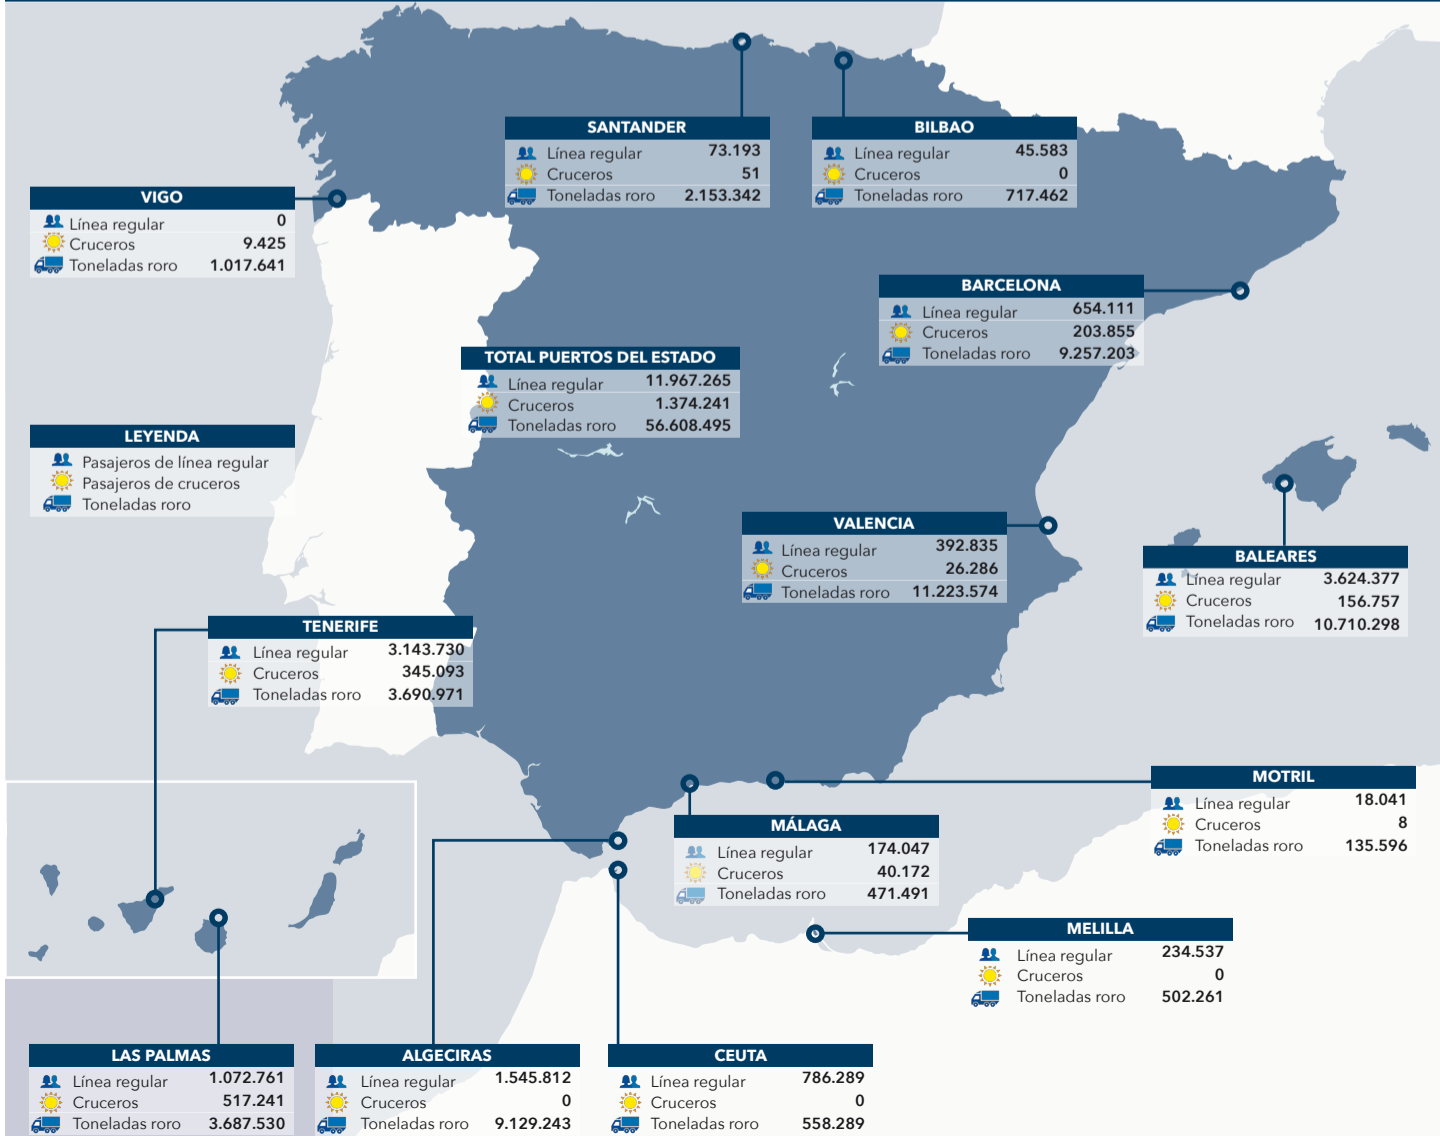 SANTANDER
Línea regular 73.193
Cruceros 51
Toneladas roro 2.153.342
BILBAO
Línea regular 45.583
Cruceros 0
Toneladas roro 717.462
VIGO
Línea regular 0
Cruceros 9.425
Toneladas roro 1.017.641
BARCELONA
Línea regular 654.111
Cruceros 203.855
Toneladas roro 9.257.203
TOTAL PUERTOS DEL ESTADO
Línea regular 11.967.265
Cruceros 1.374.241
Toneladas roro 56.608.495
LEYENDA
Pasajeros de línea regular
Pasajeros de cruceros
Toneladas roro
VALENCIA
Línea regular 392.835
Cruceros 26.286
Toneladas roro 11.223.574
BALEARES
Línea regular 3.624.377
Cruceros 156.757
Toneladas roro 10.710.298
TENERIFE
Línea regular 3.143.730
Cruceros 345.093
Toneladas roro 3.690.971
MOTRIL
Línea regular 18.041
Cruceros 8
Toneladas roro 135.596
MÁLAGA
Línea regular 174.047
Cruceros 40.172
Toneladas roro 471.491
MELILLA
Línea regular 234.537
Cruceros 0
Toneladas roro 502.261
LAS PALMAS
Línea regular 1.072.761
Cruceros 517.241
Toneladas roro 3.687.530
ALGECIRAS
Línea regular 1.545.812
Cruceros 0
Toneladas roro 9.129.243
CEUTA
Línea regular 786.289
Cruceros 0
Toneladas roro 558.289